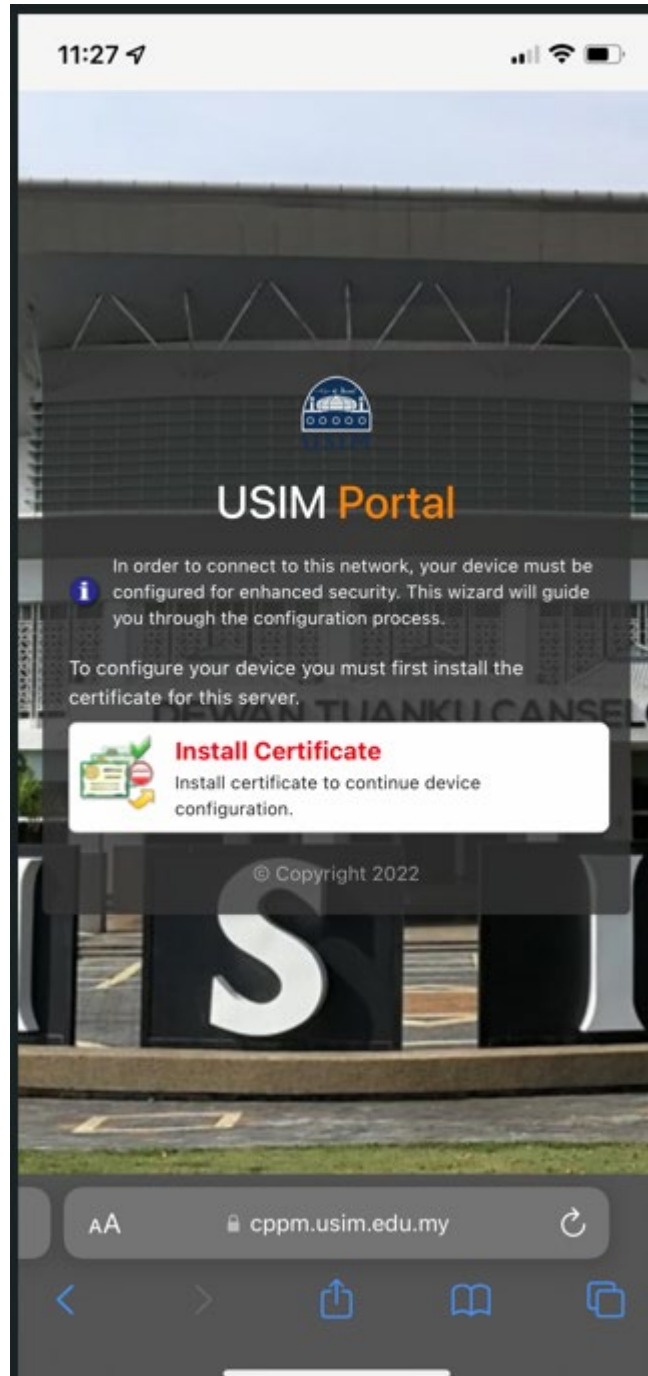 11:27
USIM Portal
In order to connect to this network, your device must be
configured for enhanced security. This wizard will guide
you through the configuration process.
To configure your device you must first install the
certificate for this server.
DEWAN TUANKU CANSELO
Install Certificate
Install certificate to continue device
configuration.
© Copyright 2022
S I
AA
cppm.usim.edu.my